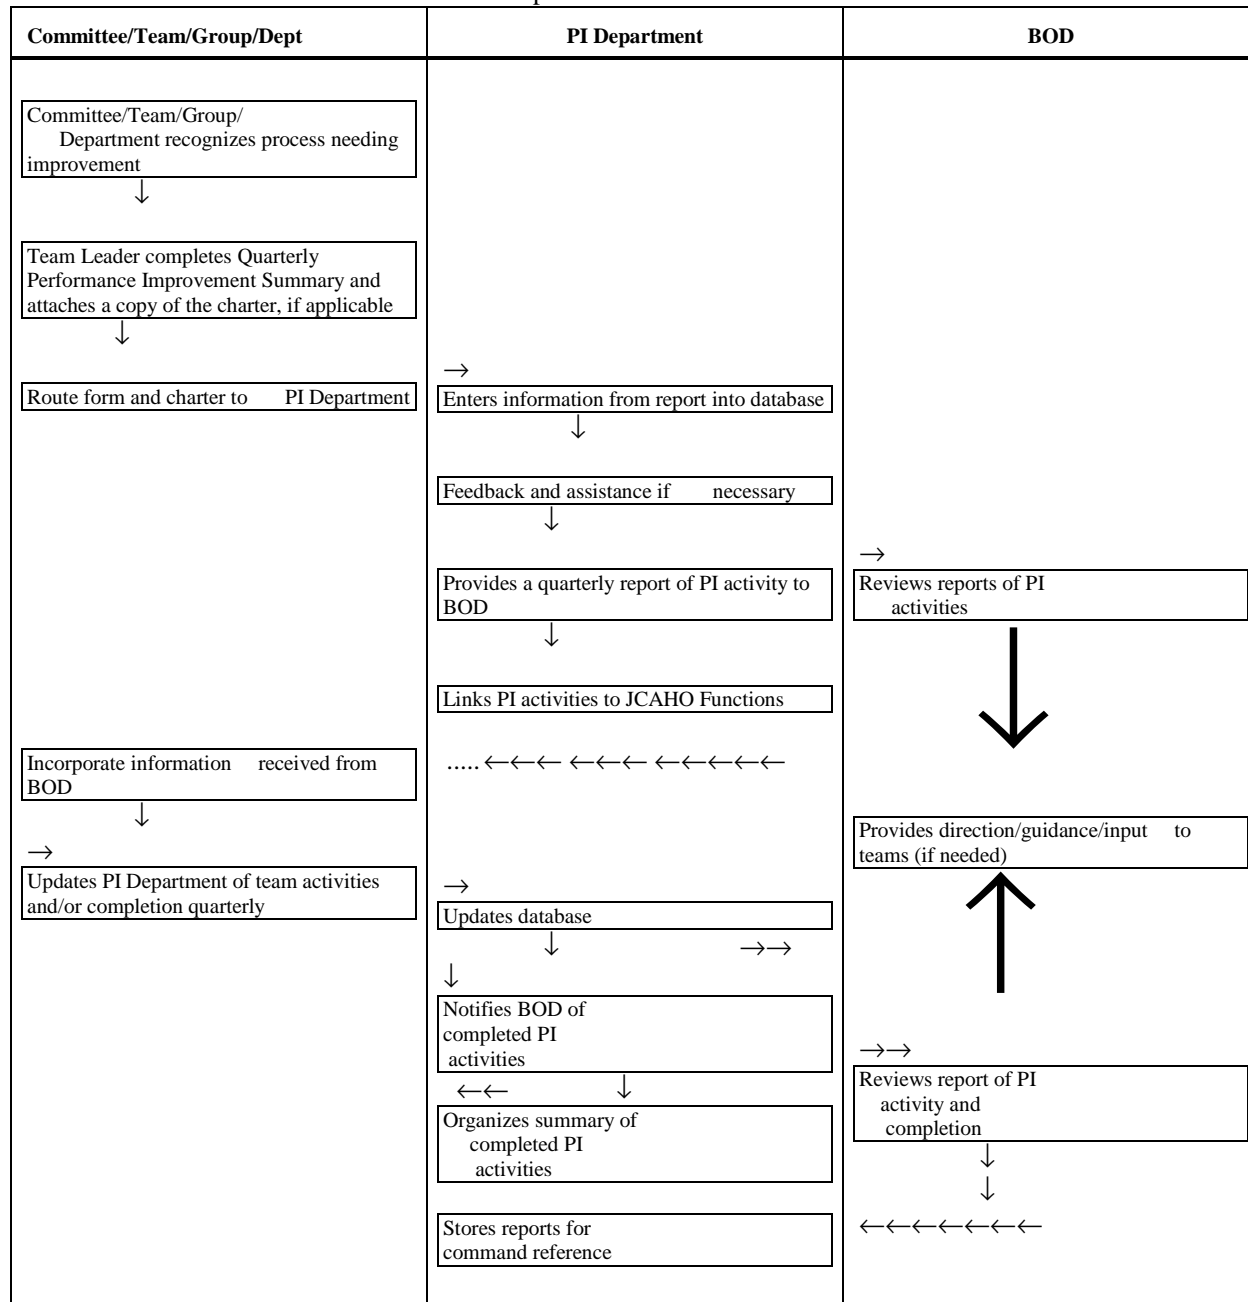 Committee/Team/Group/Dept
PI Department
BOD
Committee/Team/Group/
Department recognizes process needing
improvement
↓
Team Leader completes Quarterly
Performance Improvement Summary and
attaches a copy of the charter, if applicable
↓
Route form and charter to PI Department
→
Enters information from report into database
↓
Feedback and assistance if necessary
↓
Provides a quarterly report of PI activity to
BOD
↓
→
Reviews reports of PI
activities
Links PI activities to JCAHO Functions
Incorporate information received from
BOD
↓
..... ←←← ←←← ←←←←←
Provides direction/guidance/input to
teams (if needed)
→
Updates PI Department of team activities
and/or completion quarterly
→
Updates database
↓ →→
↓
Notifies BOD of
completed PI
activities
←← ↓
→→
Reviews report of PI
activity and
completion
↓
↓
Organizes summary of
completed PI
activities
Stores reports for
command reference
←←←←←←←